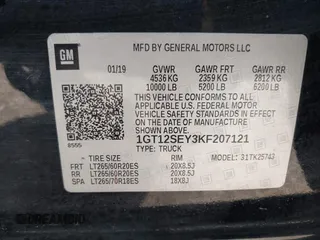 GM
MFD BY GENERAL MOTORS LLC
01/19 GVWR GAWR FRT GAWR RR
4536 KG 2359 KG 2812 KG
10000 LB 5200 LB 6200 LB
THIS VEHICLE CONFORMS TO ALL APPLICABLE
U.S. FEDERAL MOTOR VEHICLE SAFETY
STANDARDS IN EFFECT ON THE DATE OF
MANUFACTURE SHOWN ABOVE.
1GT12SEY3KF207121
TYPE: TRUCK MODEL:
TIRE SIZE RIM
FRT LT265/60R20ES 20X8.5J
RR LT265/60R20ES 20X8.5J
SPA LT265/70R18ES 18X8J